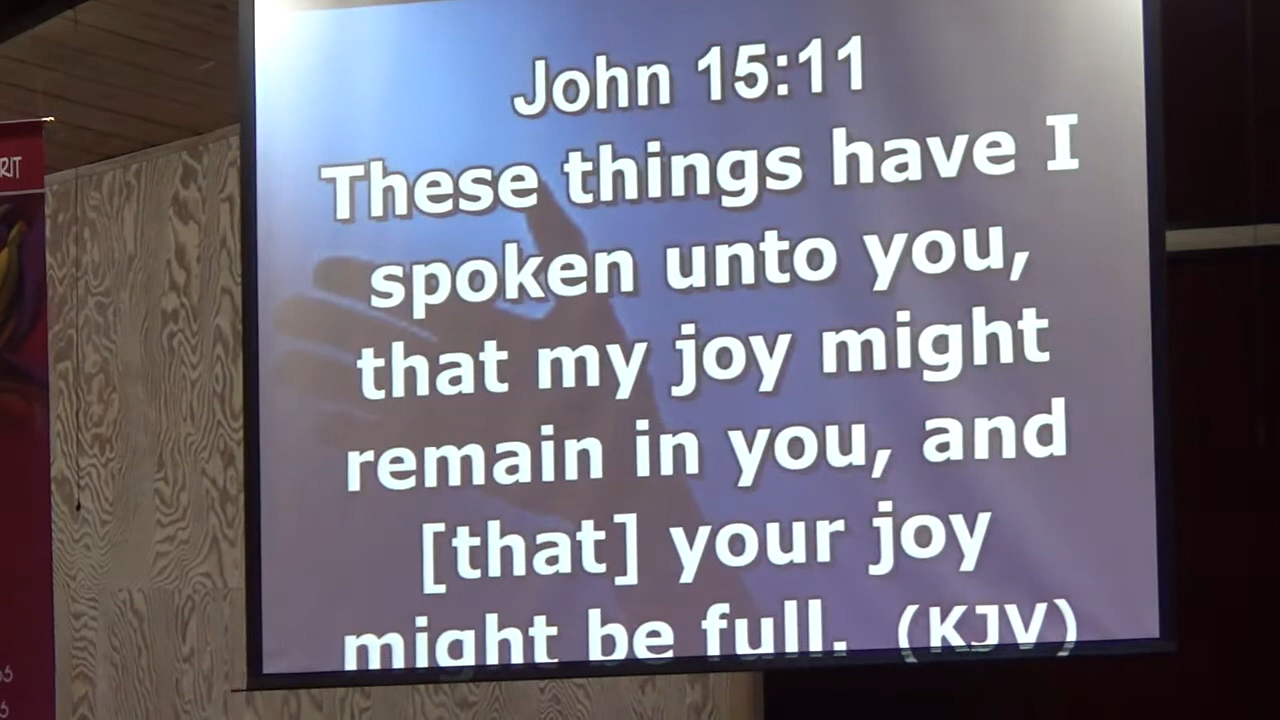 John 15:11
These things have I
spoken unto you,
that my joy might
remain in you, and
[that] your joy
might be full. (KJV)
RIT